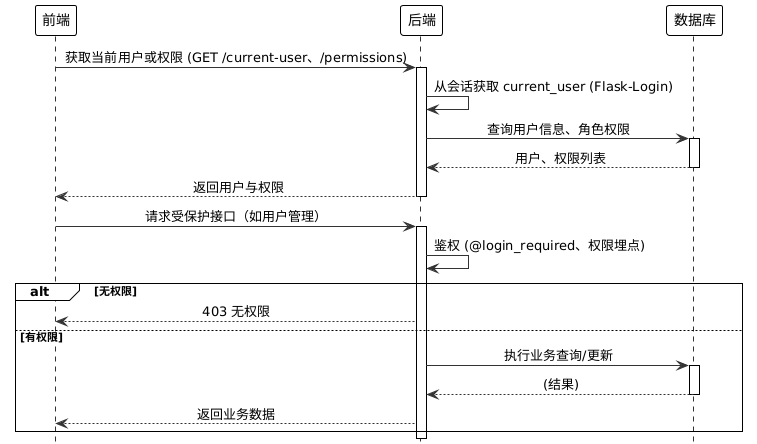 前端
后端
数据库
获取当前用户或权限 (GET /current-user、/permissions)
从会话获取 current_user (Flask-Login)
查询用户信息、角色权限
用户、权限列表
返回用户与权限
请求受保护接口（如用户管理）
鉴权 (@login_required、权限埋点)
alt
[无权限]
403 无权限
[有权限]
执行业务查询/更新
(结果)
返回业务数据